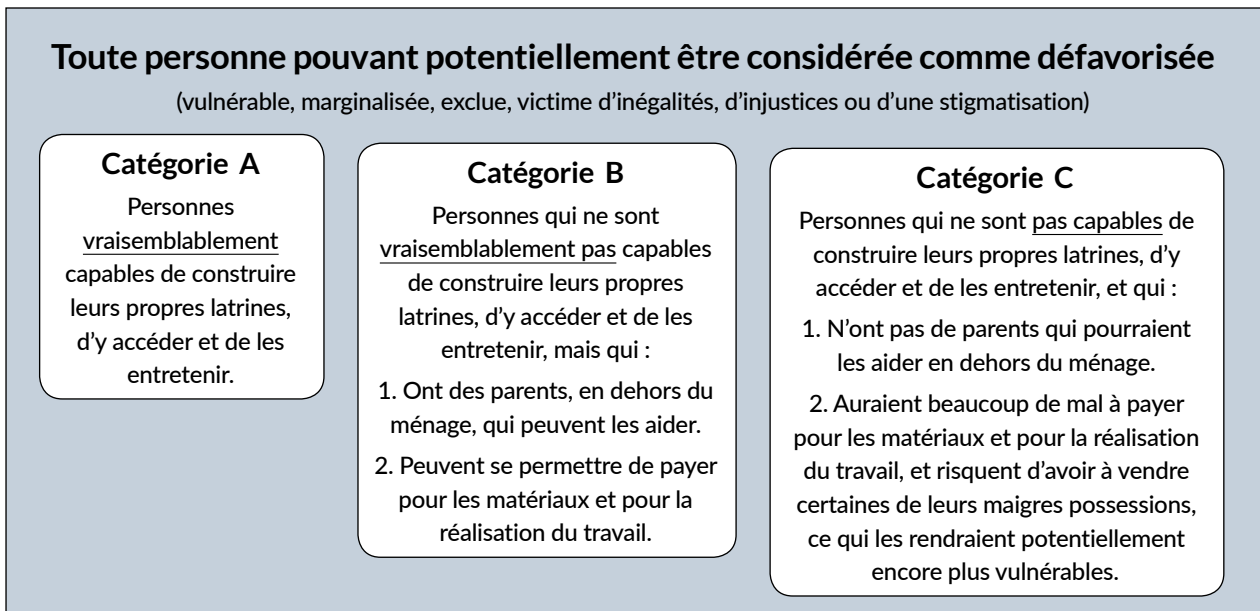 Toute personne pouvant potentiellement être considérée comme défavorisée
(vulnérable, marginalisée, exclue, victime d'inégalités, d'injustices ou d'une stigmatisation)
Catégorie A
Personnes
vraisemblablement
capables de construire
leurs propres latrines,
d'y accéder et de les
entretenir.
Catégorie B
Personnes qui ne sont
vraisemblablement pas capables
de construire leurs propres
latrines, d'y accéder et de les
entretenir, mais qui :
1. Ont des parents, en dehors du
ménage, qui peuvent les aider.
2. Peuvent se permettre de payer
pour les matériaux et pour la
réalisation du travail.
Catégorie C
Personnes qui ne sont pas capables de
construire leurs propres latrines, d'y
accéder et de les entretenir, et qui :
1. N'ont pas de parents qui pourraient
les aider en dehors du ménage.
2. Auraient beaucoup de mal à payer
pour les matériaux et pour la réalisation
du travail, et risquent d'avoir à vendre
certaines de leurs maigres possessions,
ce qui les rendraient potentiellement
encore plus vulnérables.